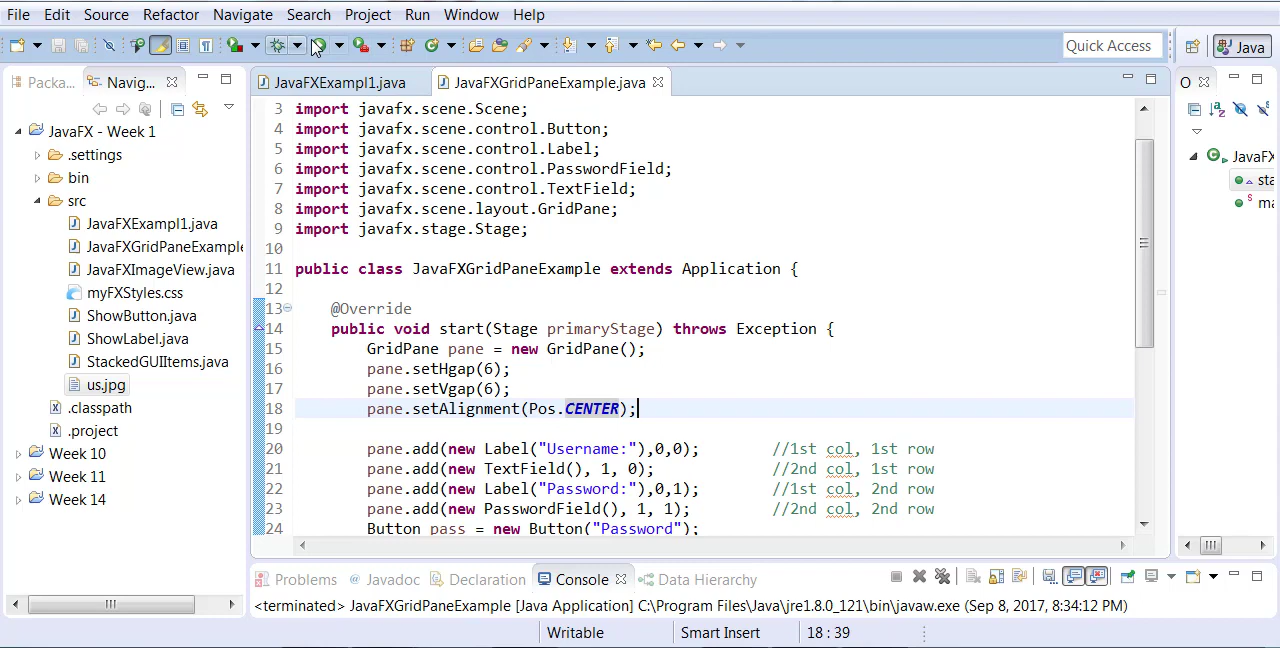 File Edit Source Refactor Navigate Search Project Run Window Help
Quick Access Java
Packa... Navig... JavaFXExampl1.java JavaFXGridPaneExample.java O
JavaFX - Week 1
.settings
bin
src
JavaFXExampl1.java
JavaFXGridPaneExample
JavaFXImageView.java
myFXStyles.css
ShowButton.java
ShowLabel.java
StackedGUIItems.java
us.jpg
.classpath
.project
Week 10
Week 11
Week 14
3 import javafx.scene.Scene;
4 import javafx.scene.control.Button;
5 import javafx.scene.control.Label;
6 import javafx.scene.control.PasswordField;
7 import javafx.scene.control.TextField;
8 import javafx.scene.layout.GridPane;
9 import javafx.stage.Stage;
10
11 public class JavaFXGridPaneExample extends Application {
12
13 @Override
14 public void start(Stage primaryStage) throws Exception {
15 GridPane pane = new GridPane();
16 pane.setHgap(6);
17 pane.setVgap(6);
18 pane.setAlignment(Pos.CENTER);
19
20 pane.add(new Label("Username:"),0,0); //1st col, 1st row
21 pane.add(new TextField(), 1, 0); //2nd col, 1st row
22 pane.add(new Label("Password:"),0,1); //1st col, 2nd row
23 pane.add(new PasswordField(), 1, 1); //2nd col, 2nd row
24 Button pass = new Button("Password");
JavaFX
sta
ma
Problems @ Javadoc Declaration Console Data Hierarchy
<terminated> JavaFXGridPaneExample [Java Application] C:\Program Files\Java\jre1.8.0_121\bin\javaw.exe (Sep 8, 2017, 8:34:12 PM)
Writable Smart Insert 18 : 39